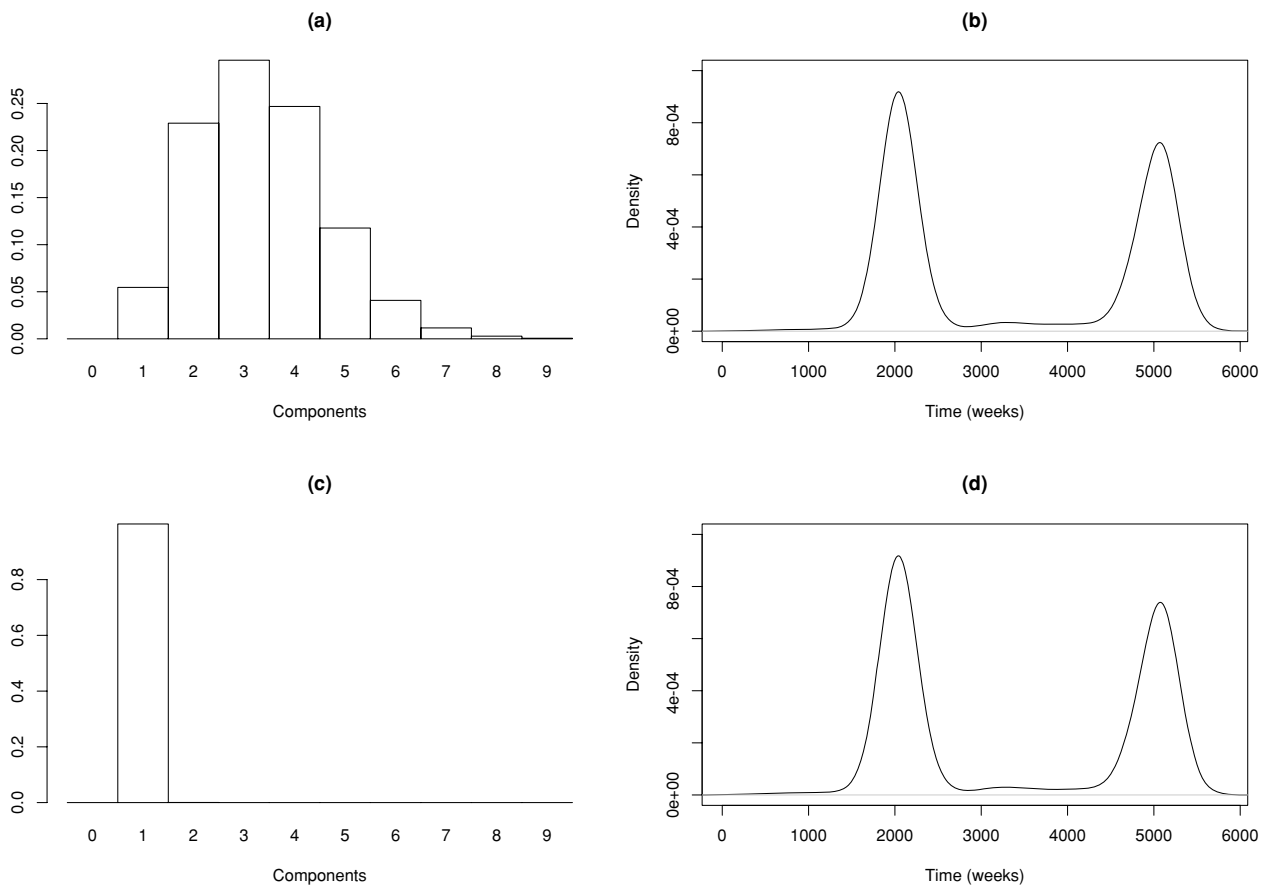 (a)
0.00 0.05 0.10 0.15 0.20 0.25
0 1 2 3 4 5 6 7 8 9
Components
(b)
Density
0e+00 4e-04 8e-04
0 1000 2000 3000 4000 5000 6000
Time (weeks)
(c)
0.0 0.2 0.4 0.6 0.8
0 1 2 3 4 5 6 7 8 9
Components
(d)
Density
0e+00 4e-04 8e-04
0 1000 2000 3000 4000 5000 6000
Time (weeks)